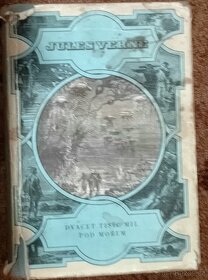 JULES VERNE
DVACET TISÍC MIL
POD MOŘEM